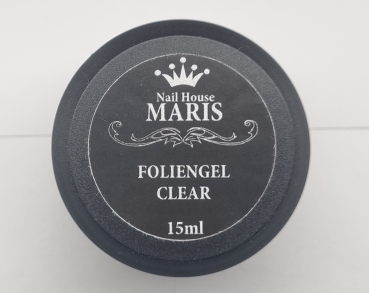 Nail House
MARIS
FOLIENGEL
CLEAR
15ml